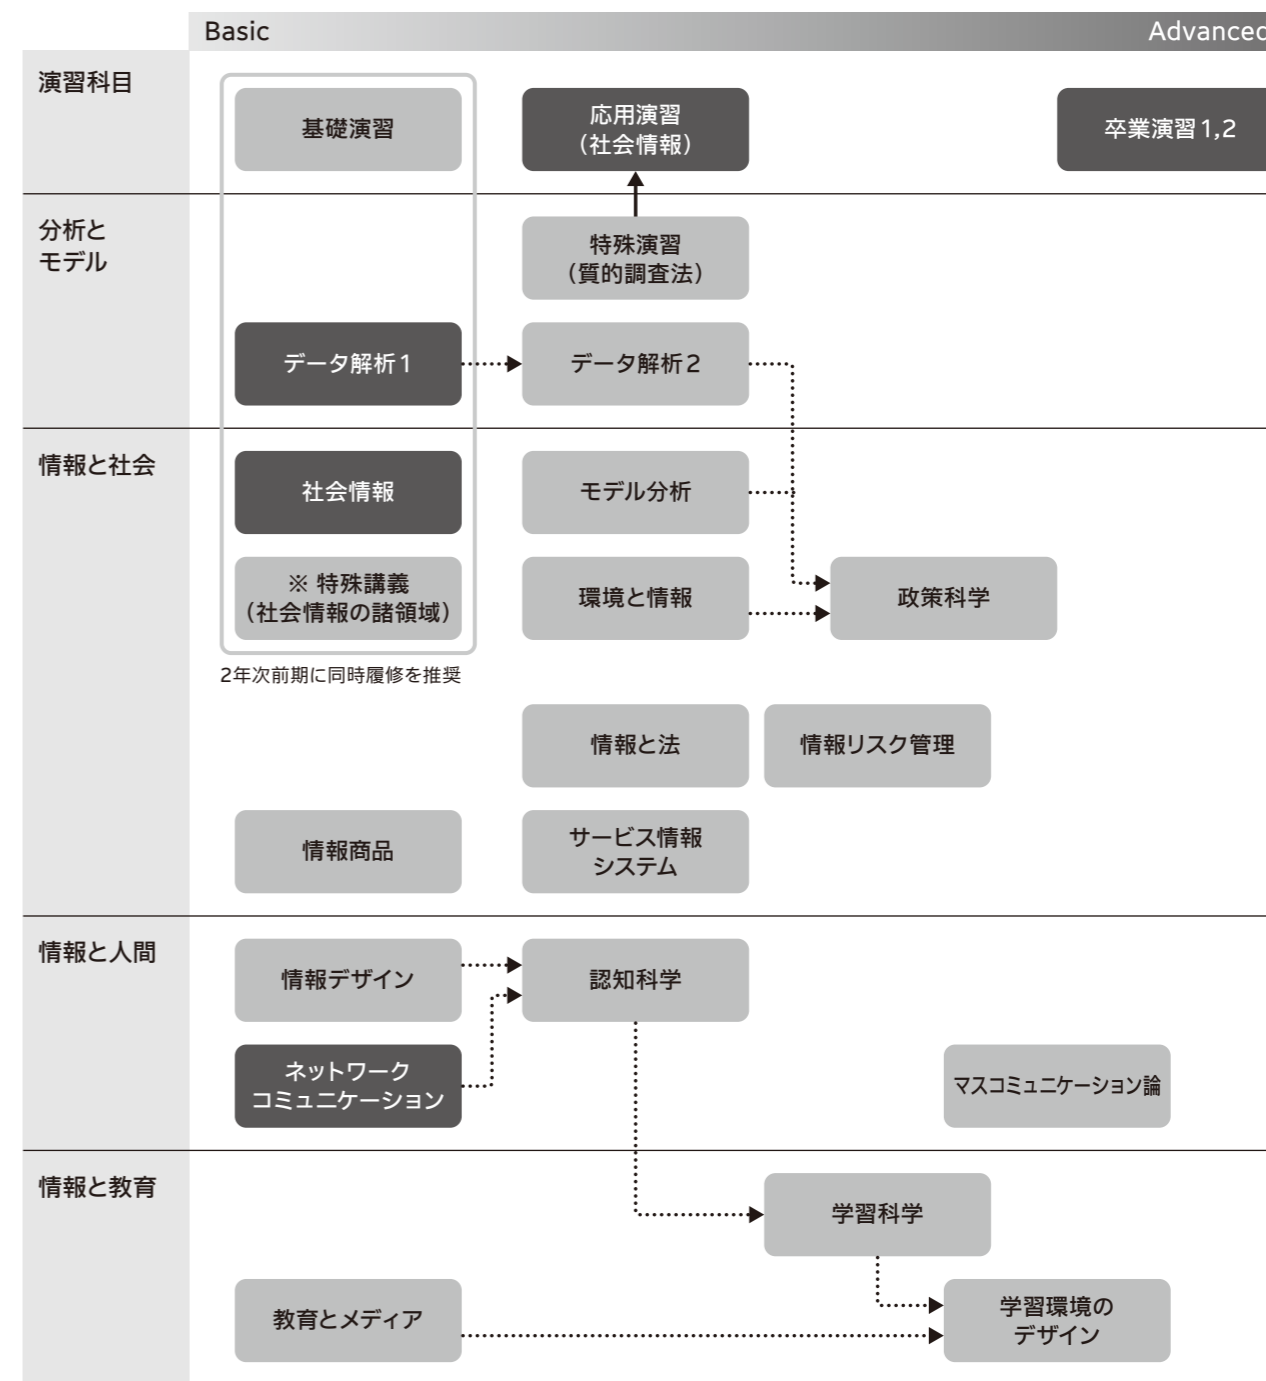 Basic
Advanced
演習科目
基礎演習
応用演習
（社会情報）
卒業演習1,2
分析と
モデル
特殊演習
（質的調査法）
データ解析1
データ解析2
情報と社会
社会情報
モデル分析
※ 特殊講義
（社会情報の諸領域）
環境と情報
政策科学
2年次前期に同時履修を推奨
情報と法
情報リスク管理
情報商品
サービス情報
システム
情報と人間
情報デザイン
認知科学
ネットワーク
コミュニケーション
マスコミュニケーション論
情報と教育
学習科学
教育とメディア
学習環境の
デザイン